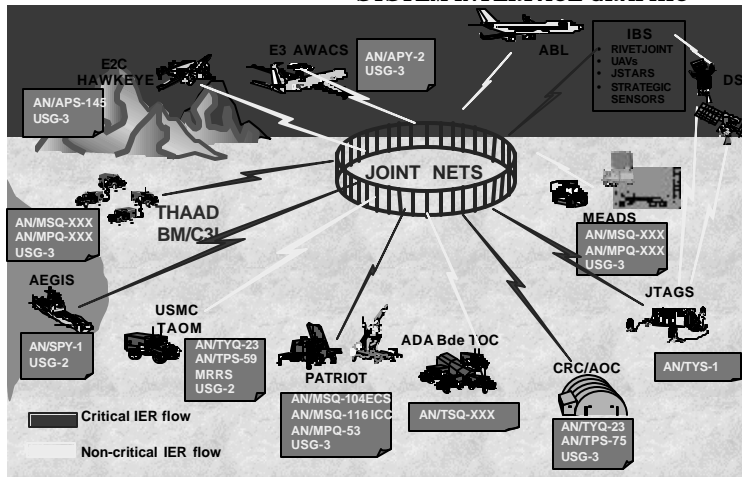 E2C
HAWKEYE
E3 AWACS
AN/APY-2
USG-3
ABL
IBS
• RIVETJOINT
• UAVs
• JSTARS
• STRATEGIC
SENSORS
DS
AN/APS-145
USG-3
JOINT NETS
THAAD
BM/C3I
AN/MSQ-XXX
AN/MPQ-XXX
USG-3
MEADS
AN/MSQ-XXX
AN/MPQ-XXX
USG-3
AEGIS
AN/SPY-1
USG-2
USMC
TAOM
AN/TYQ-23
AN/TPS-59
MRRS
USG-2
PATRIOT
AN/MSQ-104ECS
AN/MSQ-116 ICC
AN/MPQ-53
USG-3
ADA Bde TOC
AN/TSQ-XXX
CRC/AOC
AN/TYQ-23
AN/TPS-75
USG-3
JTAGS
AN/TYS-1
Critical IER flow
Non-critical IER flow